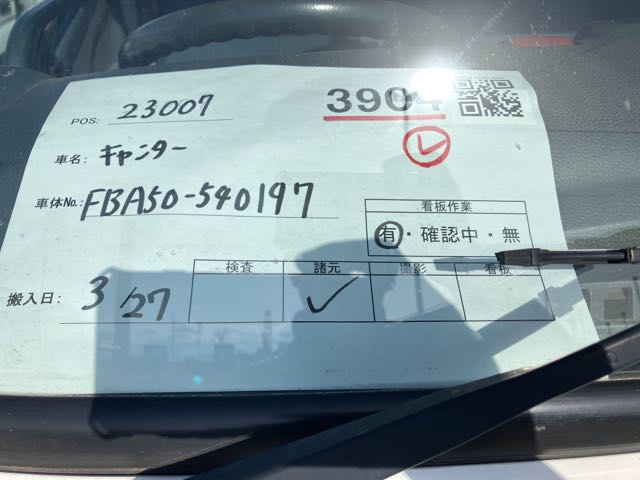 POS: 23007
3904
車名: キャンター
車体No.: FBA50-540197
看板作業
有・確認中・無
搬入日: 3/27
検査 諸元 撮影 看板